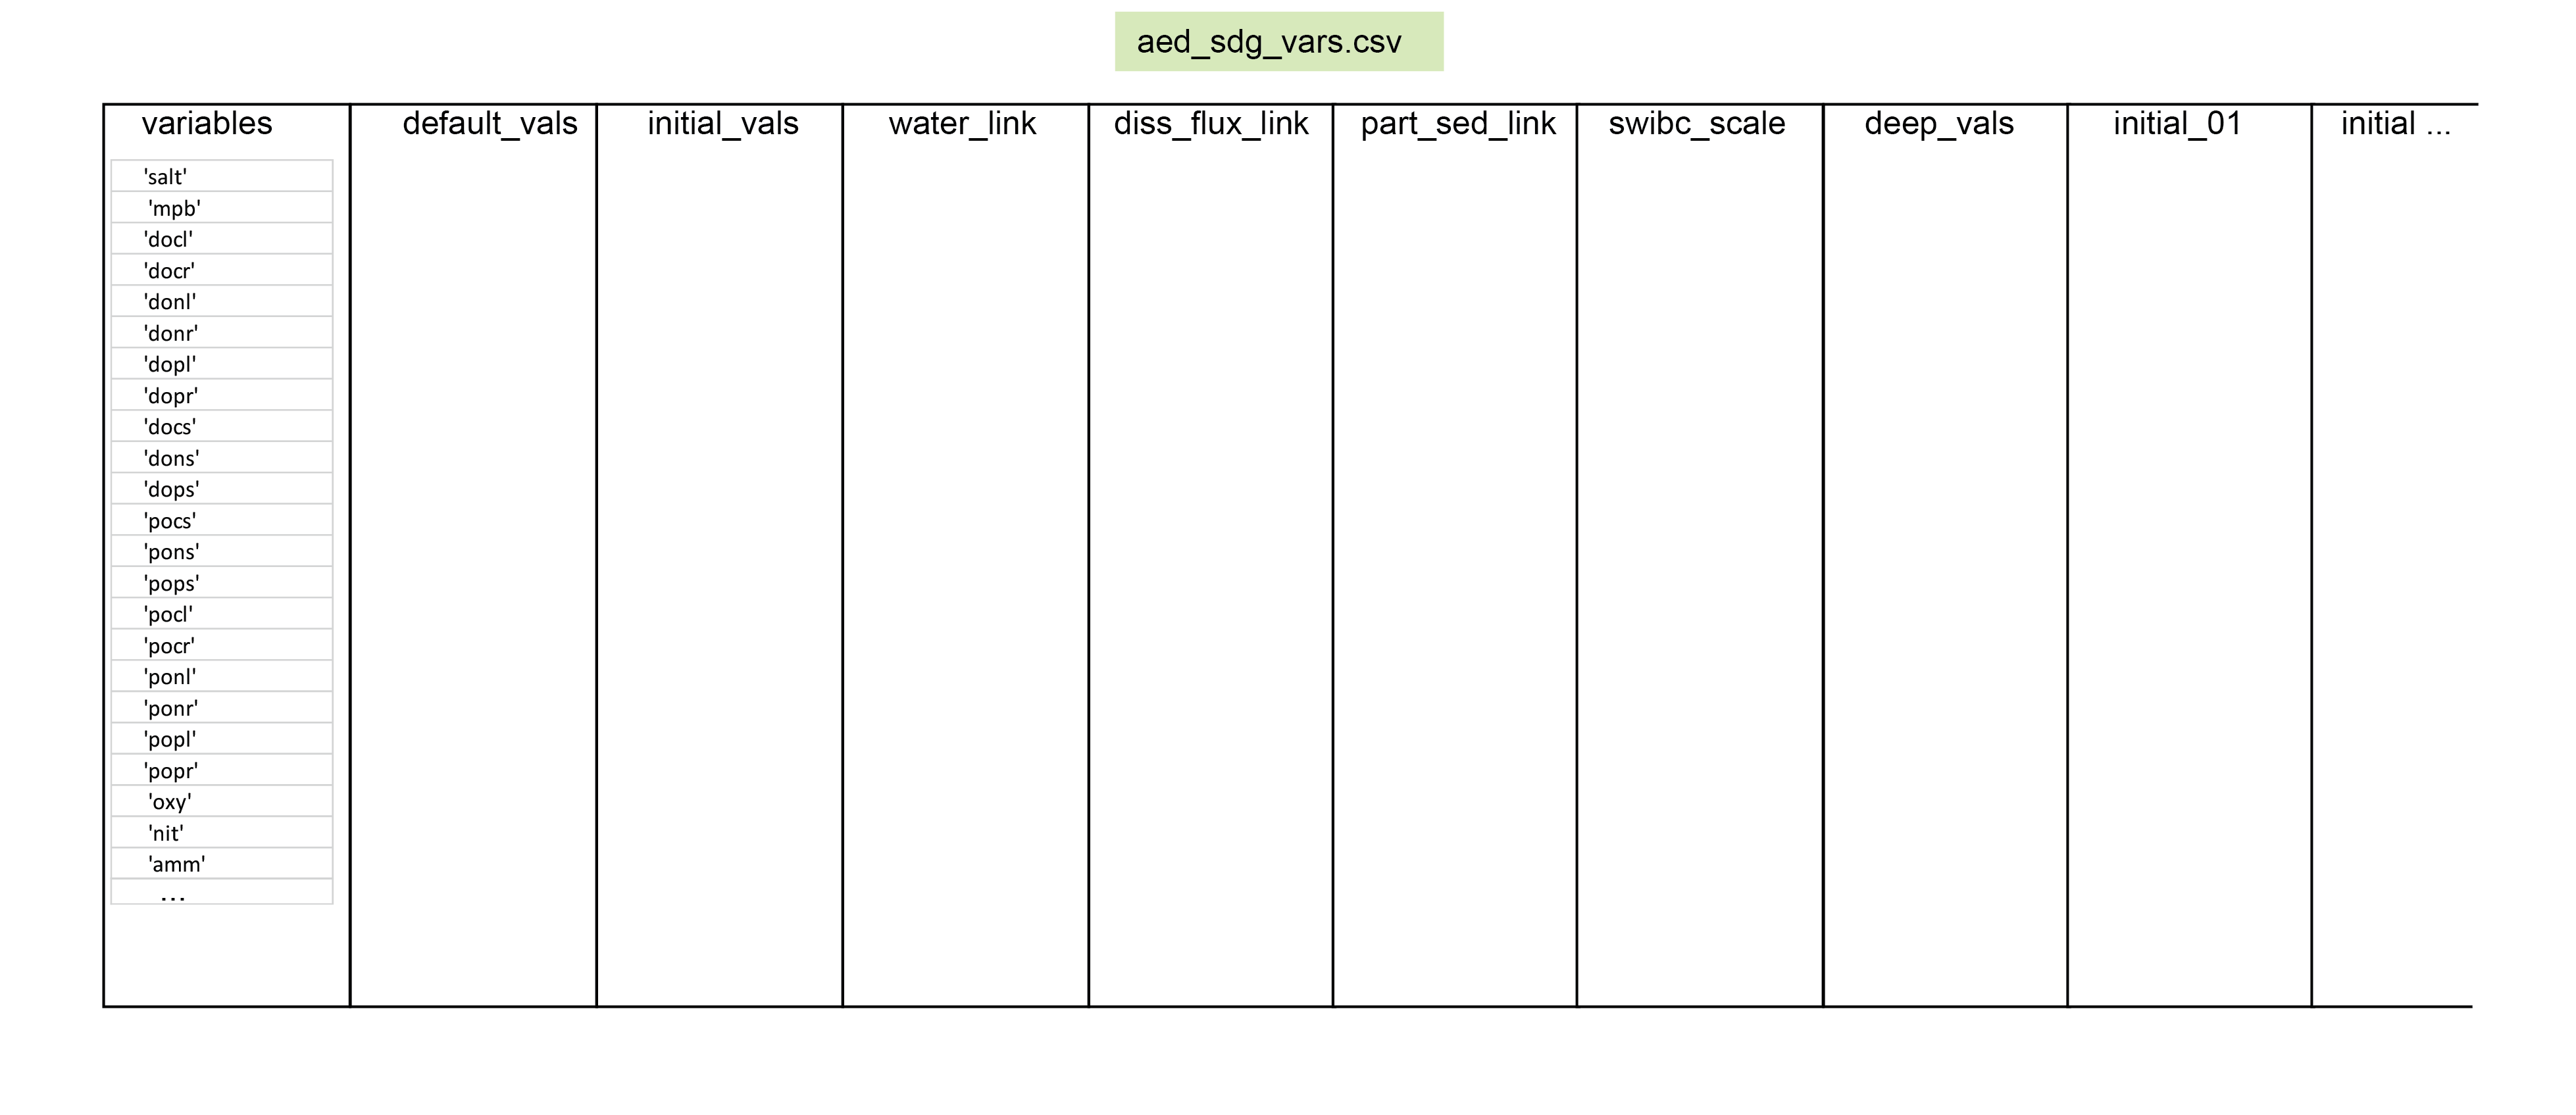 aed_sdg_vars.csv
variables default_vals initial_vals water_link diss_flux_link part_sed_link swibc_scale deep_vals initial_01 initial ...
'salt'
'mpb'
'docl'
'docr'
'donl'
'donr'
'dopl'
'dopr'
'docs'
'dons'
'dops'
'pocs'
'pons'
'pops'
'pocl'
'pocr'
'ponl'
'ponr'
'popl'
'popr'
'oxy'
'nit'
'amm'
...